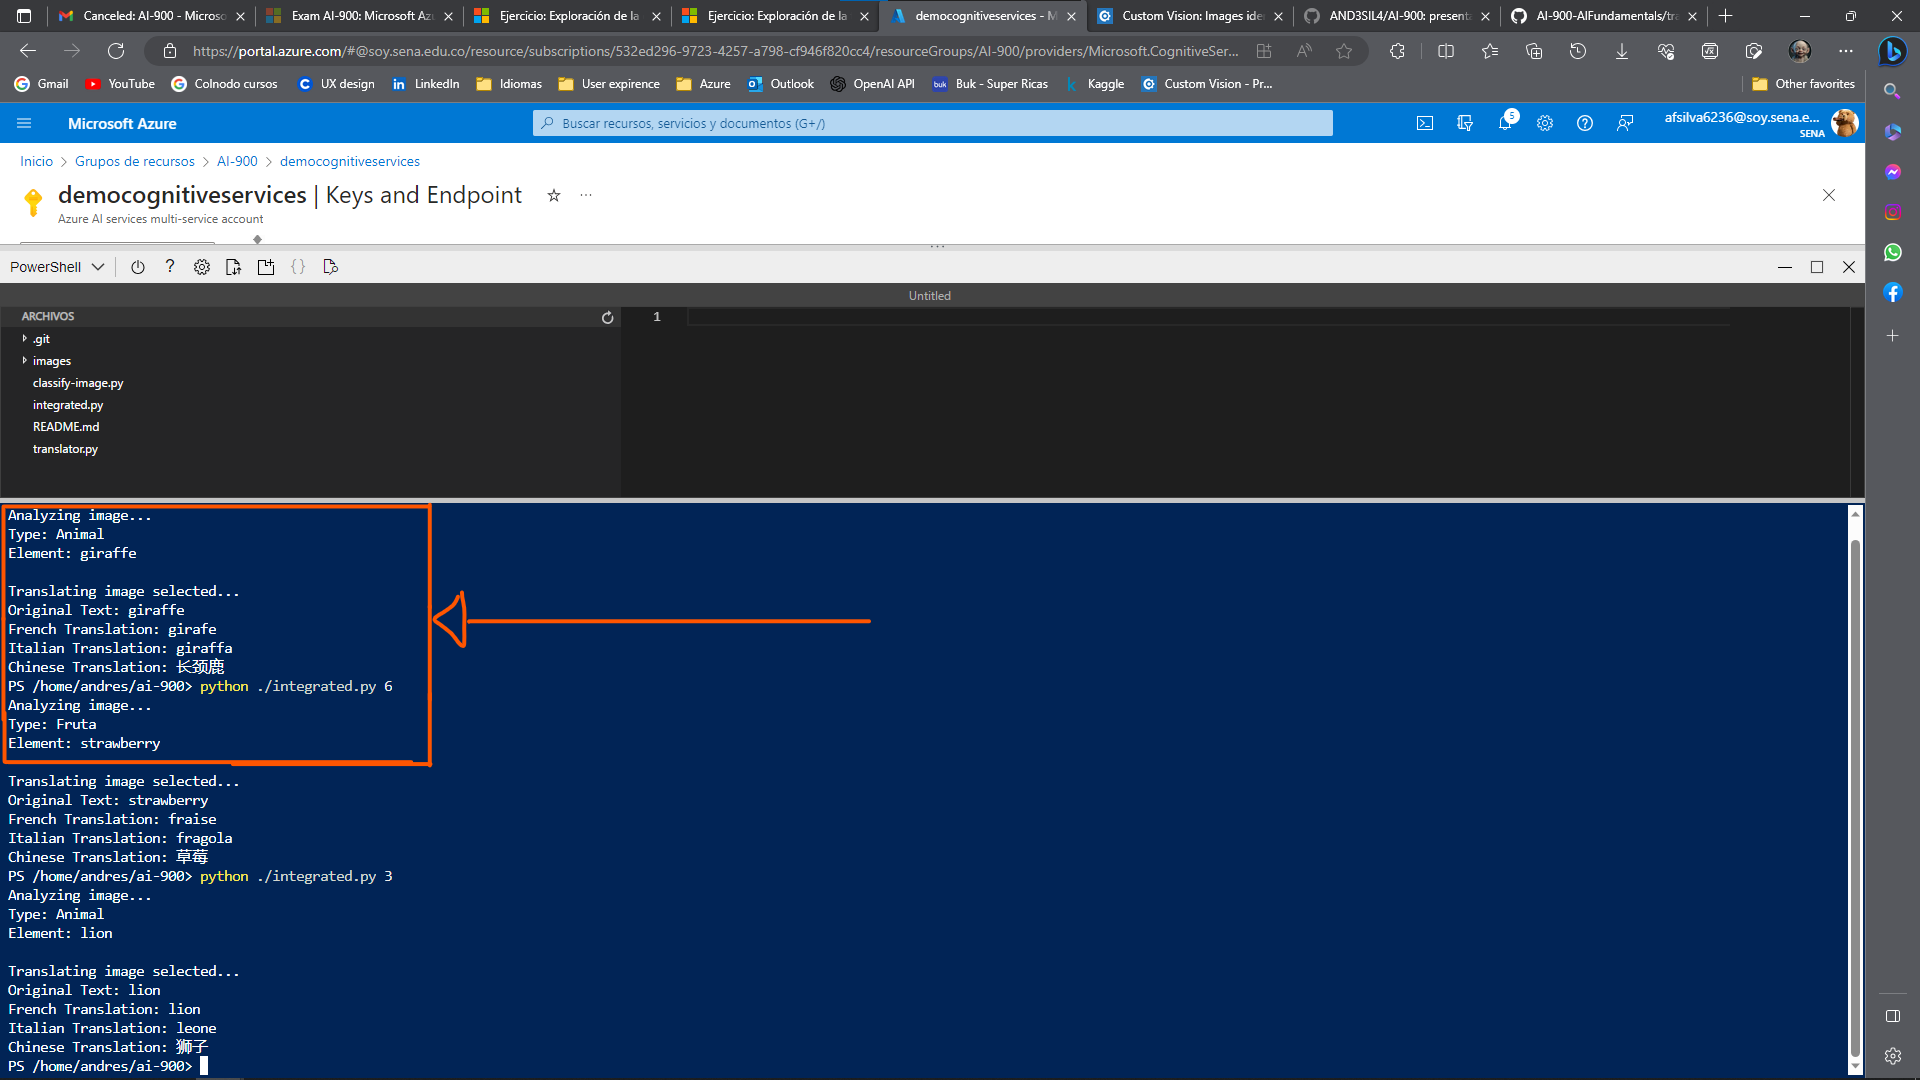 Canceled: AI-900 - Microso
Exam AI-900: Microsoft Azu
Ejercicio: Exploración de la
Ejercicio: Exploración de la
democognitiveservices - M
Custom Vision: Images ide
AND3SIL4/AI-900: presenta
AI-900-AIFundamentals/tra
https://portal.azure.com/#@soy.sena.edu.co/resource/subscriptions/532ed296-9723-4257-a798-cf946f820cc4/resourceGroups/AI-900/providers/Microsoft.CognitiveSer...
Gmail YouTube Colnodo cursos UX design LinkedIn Idiomas User expirence Azure Outlook OpenAI API Buk - Super Ricas Kaggle Custom Vision - Pr... Other favorites
Microsoft Azure
Buscar recursos, servicios y documentos (G+/)
5
afsilva6236@soy.sena.e...
SENA
Inicio > Grupos de recursos > AI-900 > democognitiveservices
democognitiveservices | Keys and Endpoint
Azure AI services multi-service account
PowerShell
Untitled
ARCHIVOS
1
.git
images
classify-image.py
integrated.py
README.md
translator.py
Analyzing image...
Type: Animal
Element: giraffe
Translating image selected...
Original Text: giraffe
French Translation: girafe
Italian Translation: giraffa
Chinese Translation: 长颈鹿
PS /home/andres/ai-900> python ./integrated.py 6
Analyzing image...
Type: Fruta
Element: strawberry
Translating image selected...
Original Text: strawberry
French Translation: fraise
Italian Translation: fragola
Chinese Translation: 草莓
PS /home/andres/ai-900> python ./integrated.py 3
Analyzing image...
Type: Animal
Element: lion
Translating image selected...
Original Text: lion
French Translation: lion
Italian Translation: leone
Chinese Translation: 狮子
PS /home/andres/ai-900>